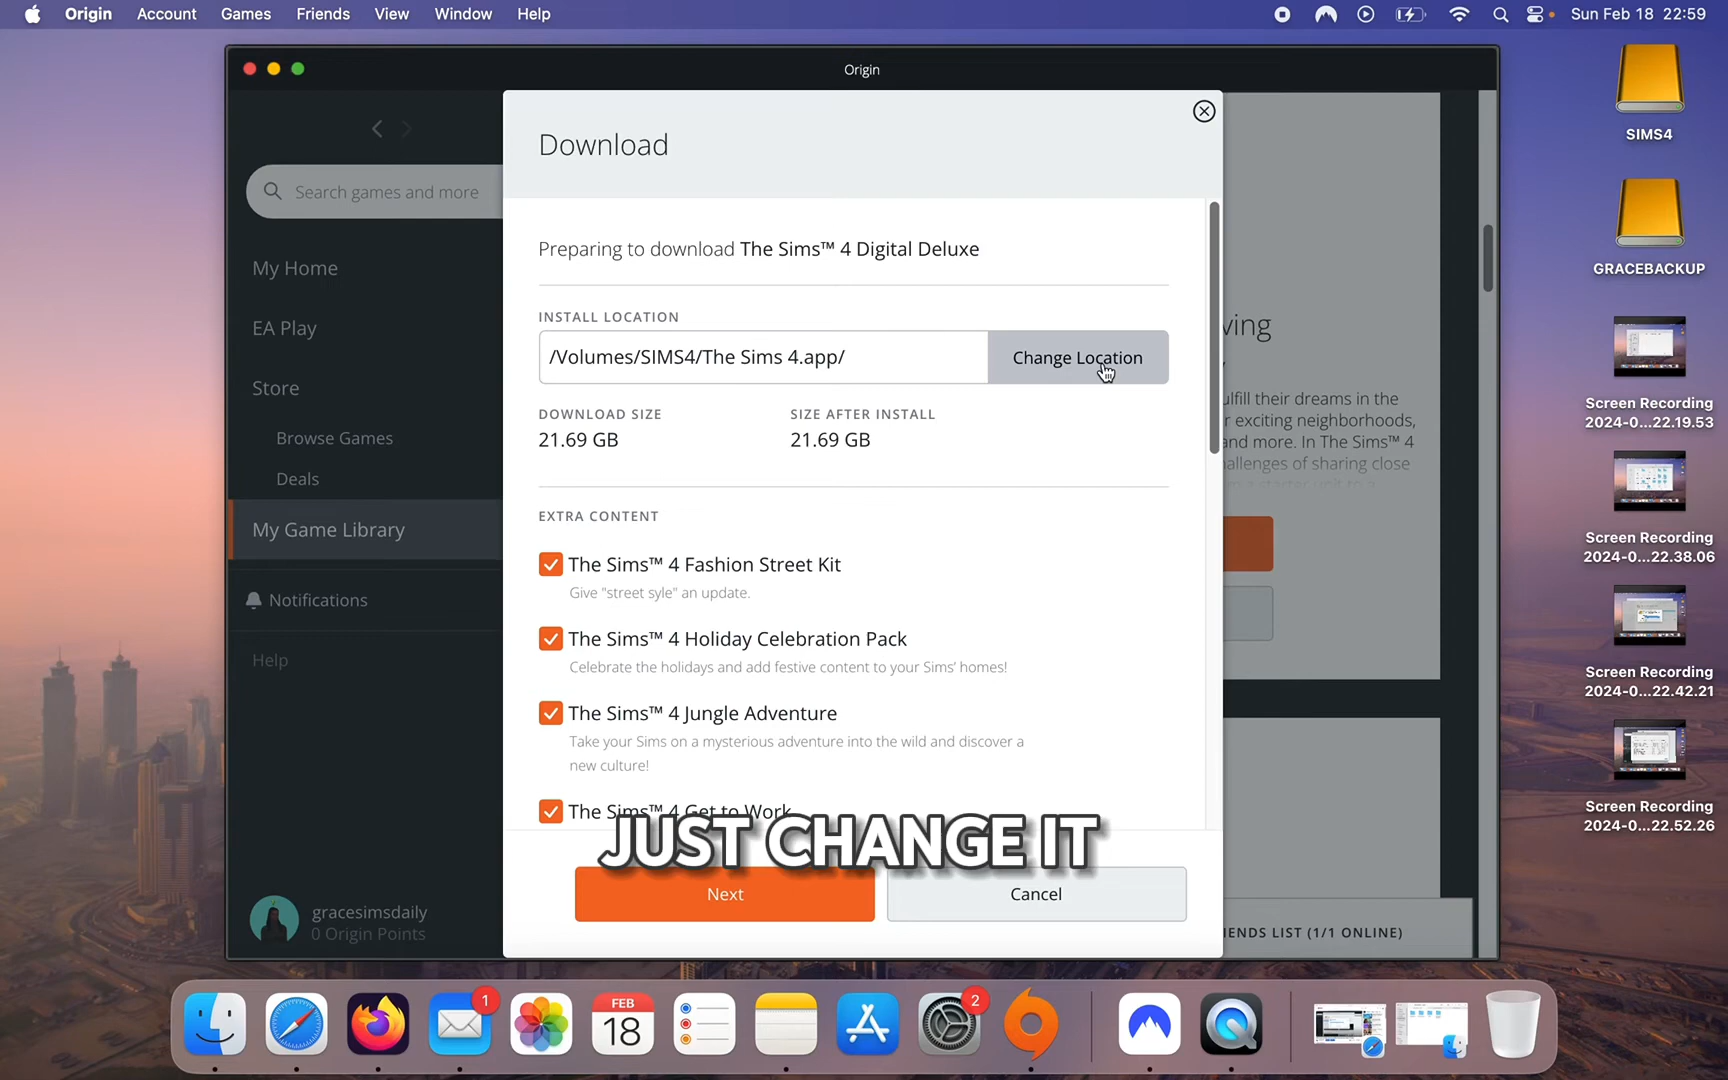 Origin Account Games Friends View Window Help
Sun Feb 18 22:59
Origin
Search games and more
My Home
EA Play
Store
Browse Games
Deals
My Game Library
Notifications
Help
gracesimsdaily
0 Origin Points
Download
Preparing to download The Sims™ 4 Digital Deluxe
INSTALL LOCATION
/Volumes/SIMS4/The Sims 4.app/
Change Location
DOWNLOAD SIZE
21.69 GB
SIZE AFTER INSTALL
21.69 GB
EXTRA CONTENT
The Sims™ 4 Fashion Street Kit
Give "street syle" an update.
The Sims™ 4 Holiday Celebration Pack
Celebrate the holidays and add festive content to your Sims' homes!
The Sims™ 4 Jungle Adventure
Take your Sims on a mysterious adventure into the wild and discover a
new culture!
The Sims™ 4 Get to Work
JUST CHANGE IT
Next
Cancel
ving
ulfill their dreams in the
r exciting neighborhoods,
and more. In The Sims™ 4
allenges of sharing close
IENDS LIST (1/1 ONLINE)
SIMS4
GRACEBACKUP
Screen Recording
2024-0...22.19.53
Screen Recording
2024-0...22.38.06
Screen Recording
2024-0...22.42.21
Screen Recording
2024-0...22.52.26
1
FEB
18
2